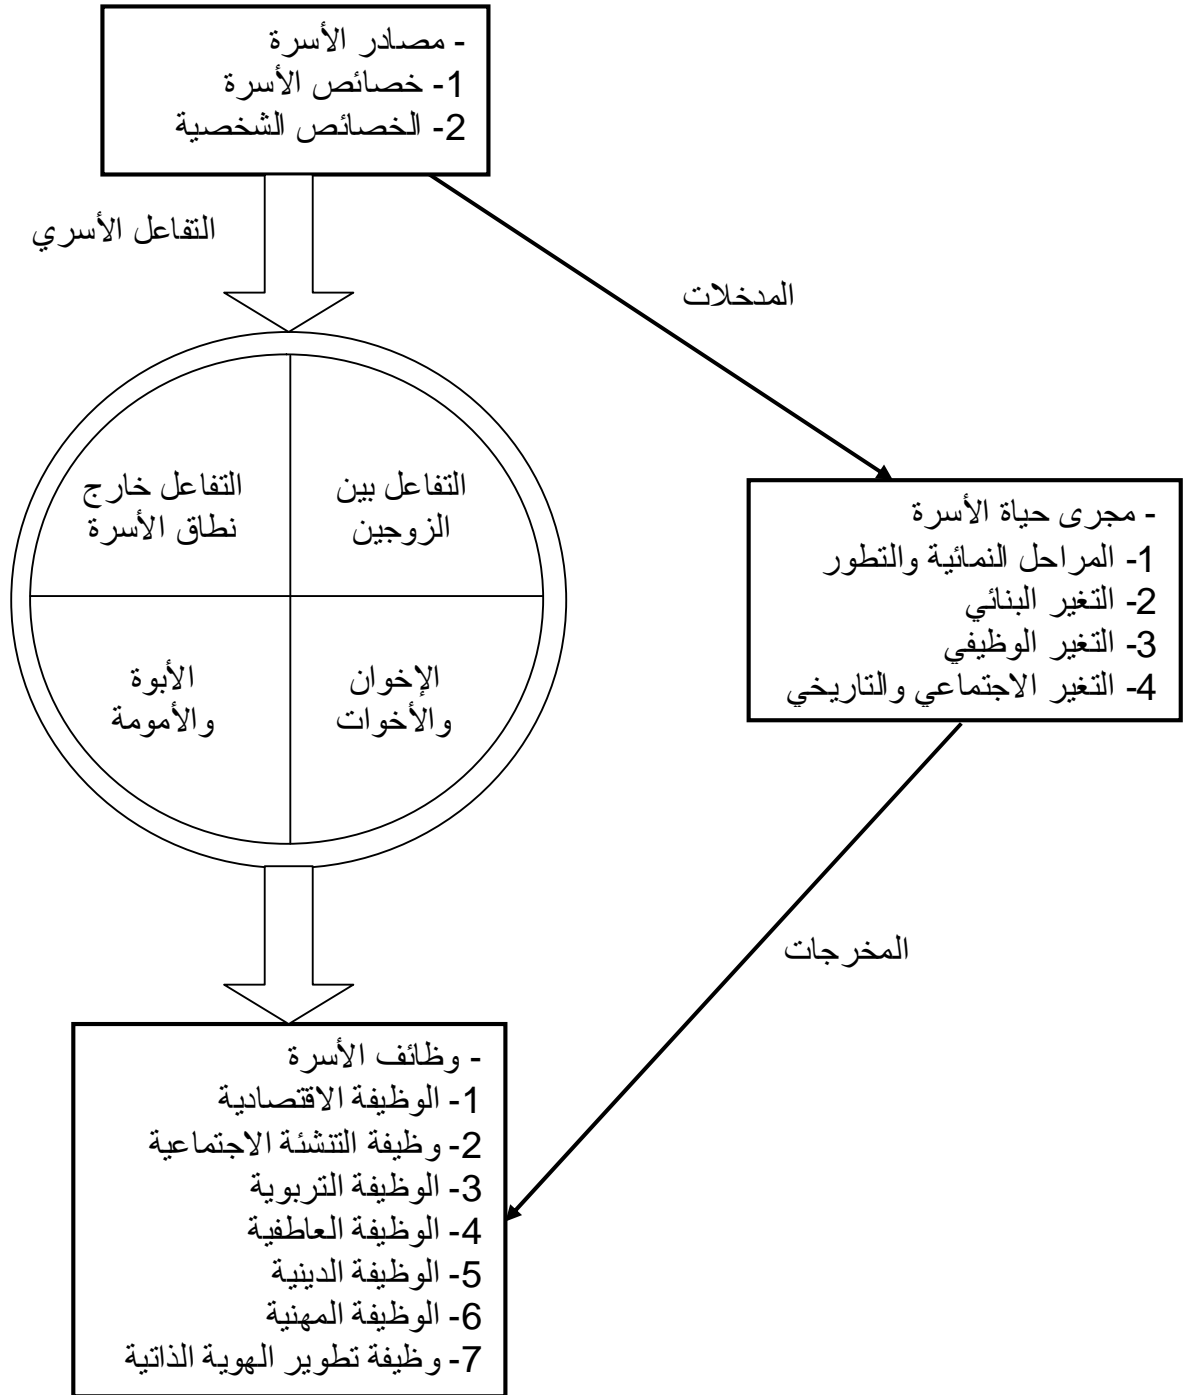 - مصادر الأسرة
1- خصائص الأسرة
2- الخصائص الشخصية
التفاعل الأسري
المدخلات
التفاعل بين
الزوجين
التفاعل خارج
نطاق الأسرة
الإخوان
والأخوات
الأبوة
والأمومة
- مجرى حياة الأسرة
1- المراحل النمائية والتطور
2- التغير البنائي
3- التغير الوظيفي
4- التغير الاجتماعي والتاريخي
المخرجات
- وظائف الأسرة
1- الوظيفة الاقتصادية
2- وظيفة التنشئة الاجتماعية
3- الوظيفة التربوية
4- الوظيفة العاطفية
5- الوظيفة الدينية
6- الوظيفة المهنية
7- وظيفة تطوير الهوية الذاتية